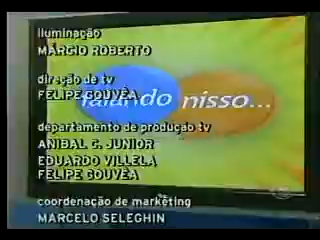 iluminação
MÁRCIO ROBERTO
direção de tv
FELIPE GOUVÊA
falando nisso...
departamento de produção tv
ANIBAL C. JUNIOR
EDUARDO VILLELA
FELIPE GOUVÊA
coordenação de marketing
MARCELO SELEGHIN